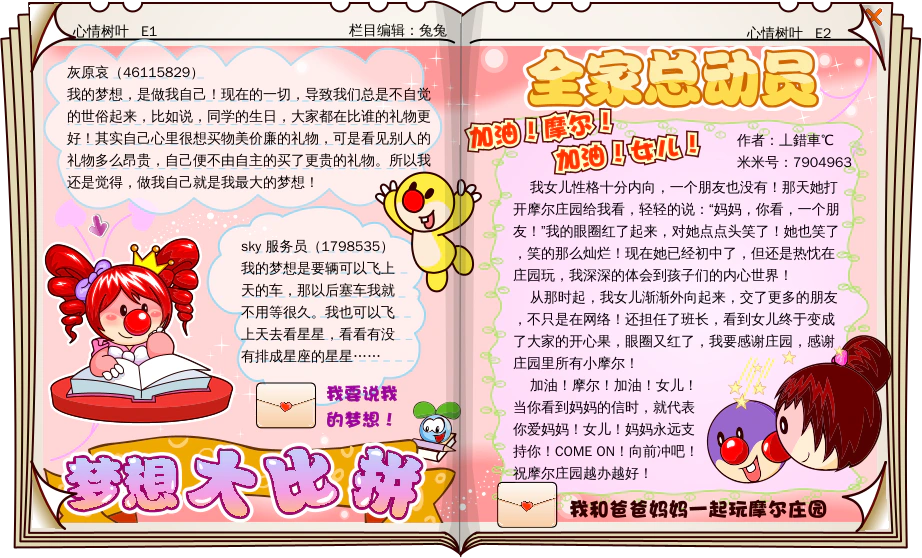 心情树叶 E1
栏目编辑：兔兔
灰原哀（46115829）
我的梦想，是做我自己！现在的一切，导致我们总是不自觉
的世俗起来，比如说，同学的生日，大家都在比谁的礼物更
好！其实自己心里很想买物美价廉的礼物，可是看见别人的
礼物多么昂贵，自己便不由自主的买了更贵的礼物。所以我
还是觉得，做我自己就是我最大的梦想！
sky 服务员（1798535）
我的梦想是要辆可以飞上
天的车，那以后塞车我就
不用等很久。我也可以飞
上天去看星星，看看有没
有排成星座的星星……
我要说我
的梦想！
梦想大比拼
心情树叶 E2
全家总动员
加油！摩尔！
加油！女儿！
作者：丄錯車℃
米米号：7904963
我女儿性格十分内向，一个朋友也没有！那天她打
开摩尔庄园给我看，轻轻的说：“妈妈，你看，一个朋
友！”我的眼圈红了起来，对她点点头笑了！她也笑了
，笑的那么灿烂！现在她已经初中了，但还是热忱在
庄园玩，我深深的体会到孩子们的内心世界！
从那时起，我女儿渐渐外向起来，交了更多的朋友
，不只是在网络！还担任了班长，看到女儿终于变成
了大家的开心果，眼圈又红了，我要感谢庄园，感谢
庄园里所有小摩尔！
加油！摩尔！加油！女儿！
当你看到妈妈的信时，就代表
你爱妈妈！女儿！妈妈永远支
持你！COME ON！向前冲吧！
祝摩尔庄园越办越好！
我和爸爸妈妈一起玩摩尔庄园